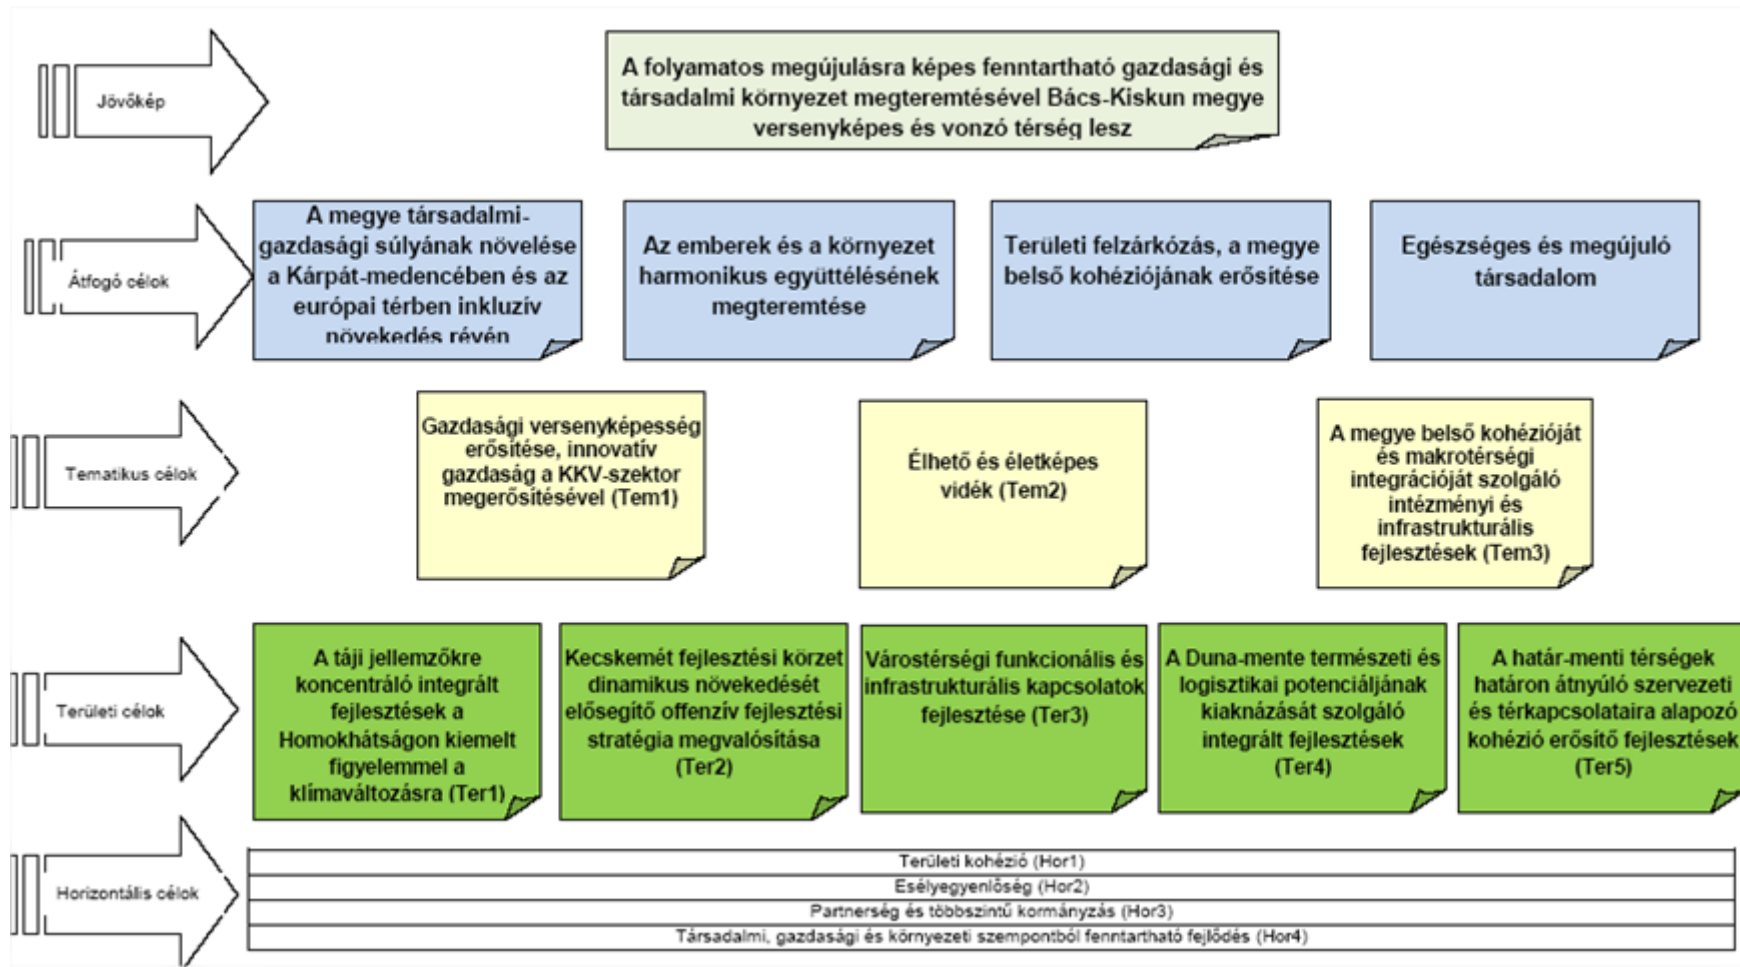 Jövőkép
A folyamatos megújulásra képes fenntartható gazdasági és
társadalmi környezet megteremtésével Bács-Kiskun megye
versenyképes és vonzó térség lesz
Átfogó célok
A megye társadalmi-
gazdasági súlyának növelése
a Kárpát-medencében és az
európai térben inkluzív
növekedés révén
Az emberek és a környezet
harmonikus együttélésének
megteremtése
Területi felzárkózás, a megye
belső kohéziójának erősítése
Egészséges és megújuló
társadalom
Tematikus célok
Gazdasági versenyképesség
erősítése, innovatív
gazdaság a KKV-szektor
megerősítésével (Tem1)
Élhető és életképes
vidék (Tem2)
A megye belső kohézióját
és makrotérségi
integrációját szolgáló
intézményi és
infrastrukturális
fejlesztések (Tem3)
Területi célok
A táji jellemzőkre
koncentráló integrált
fejlesztések a
Homokhátságon kiemelt
figyelemmel a
klímaváltozásra (Ter1)
Kecskemét fejlesztési körzet
dinamikus növekedését
elősegítő offenzív fejlesztési
stratégia megvalósítása
(Ter2)
Várostérségi funkcionális és
infrastrukturális kapcsolatok
fejlesztése (Ter3)
A Duna-mente természeti és
logisztikai potenciáljának
kiaknázását szolgáló
integrált fejlesztések
(Ter4)
A határ-menti térségek
határon átnyúló szervezeti
és térkapcsolataira alapozó
kohézió erősítő fejlesztések
(Ter5)
Horizontális célok
Területi kohézió (Hor1)
Esélyegyenlőség (Hor2)
Partnerség és többszintű kormányzás (Hor3)
Társadalmi, gazdasági és környezeti szempontból fenntartható fejlődés (Hor4)